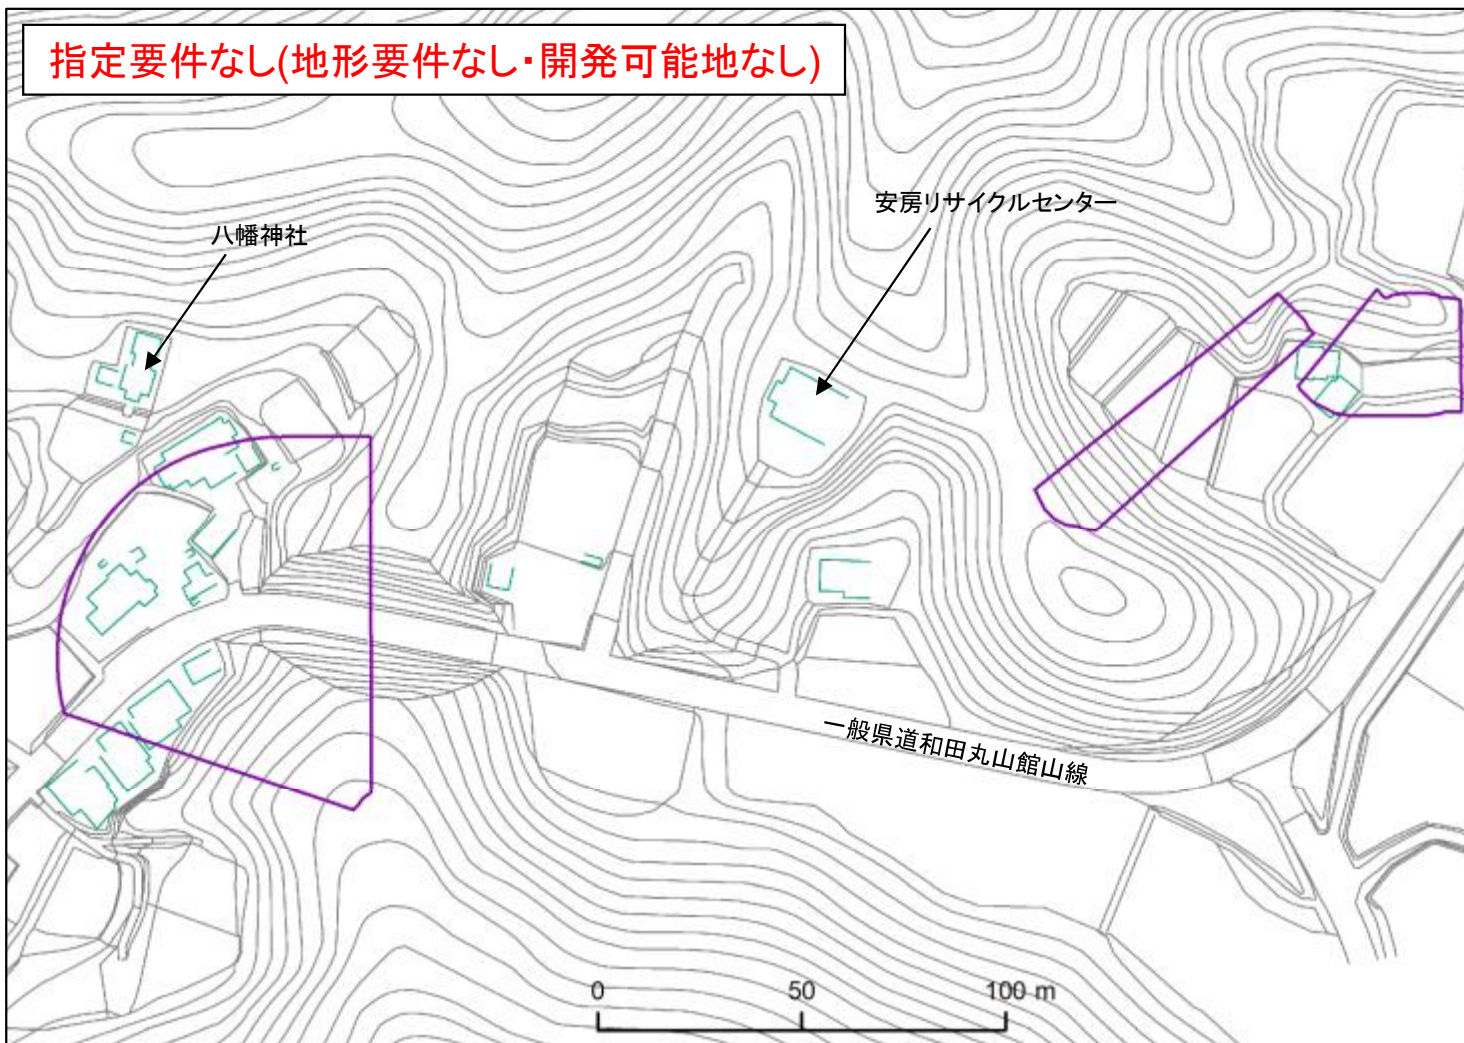 指定要件なし(地形要件なし・開発可能地なし)
安房リサイクルセンター
八幡神社
一般県道和田丸山館山線
0 50 100 m